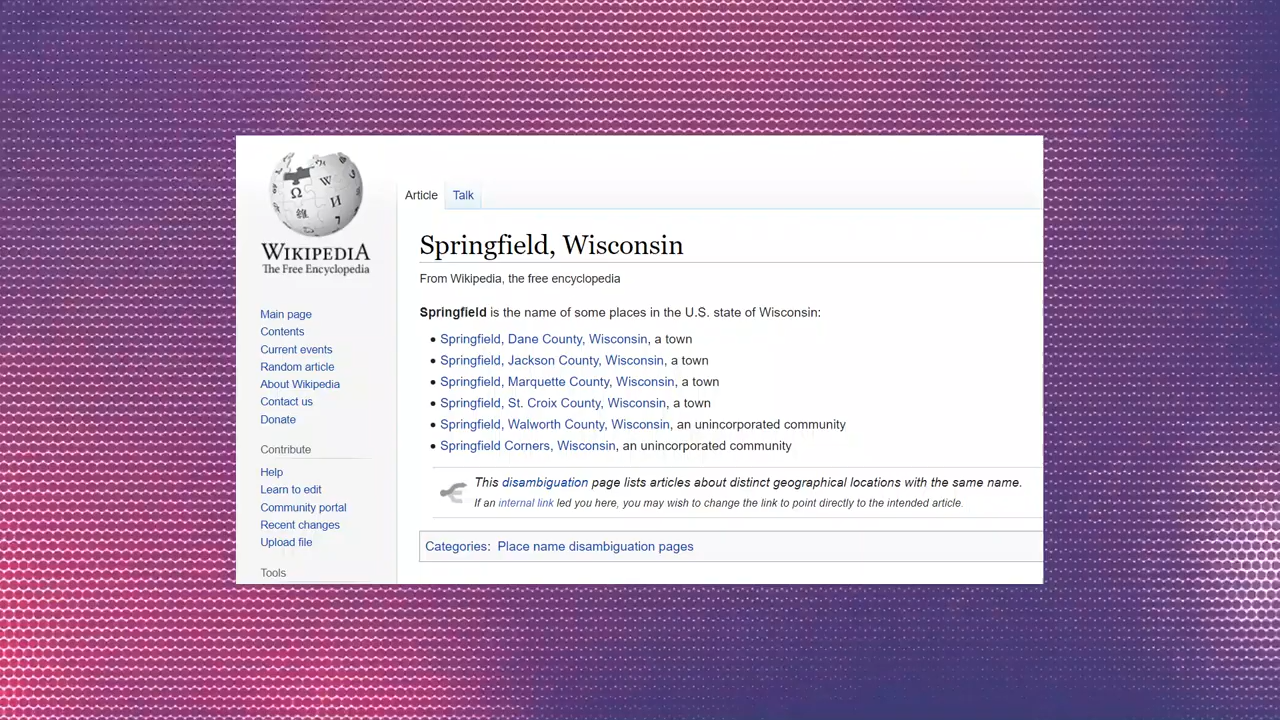 WIKIPEDIA
The Free Encyclopedia
Main page
Contents
Current events
Random article
About Wikipedia
Contact us
Donate
Contribute
Help
Learn to edit
Community portal
Recent changes
Upload file
Tools
Article Talk
Springfield, Wisconsin
From Wikipedia, the free encyclopedia
Springfield is the name of some places in the U.S. state of Wisconsin:
• Springfield, Dane County, Wisconsin, a town
• Springfield, Jackson County, Wisconsin, a town
• Springfield, Marquette County, Wisconsin, a town
• Springfield, St. Croix County, Wisconsin, a town
• Springfield, Walworth County, Wisconsin, an unincorporated community
• Springfield Corners, Wisconsin, an unincorporated community
This disambiguation page lists articles about distinct geographical locations with the same name.
If an internal link led you here, you may wish to change the link to point directly to the intended article.
Categories: Place name disambiguation pages